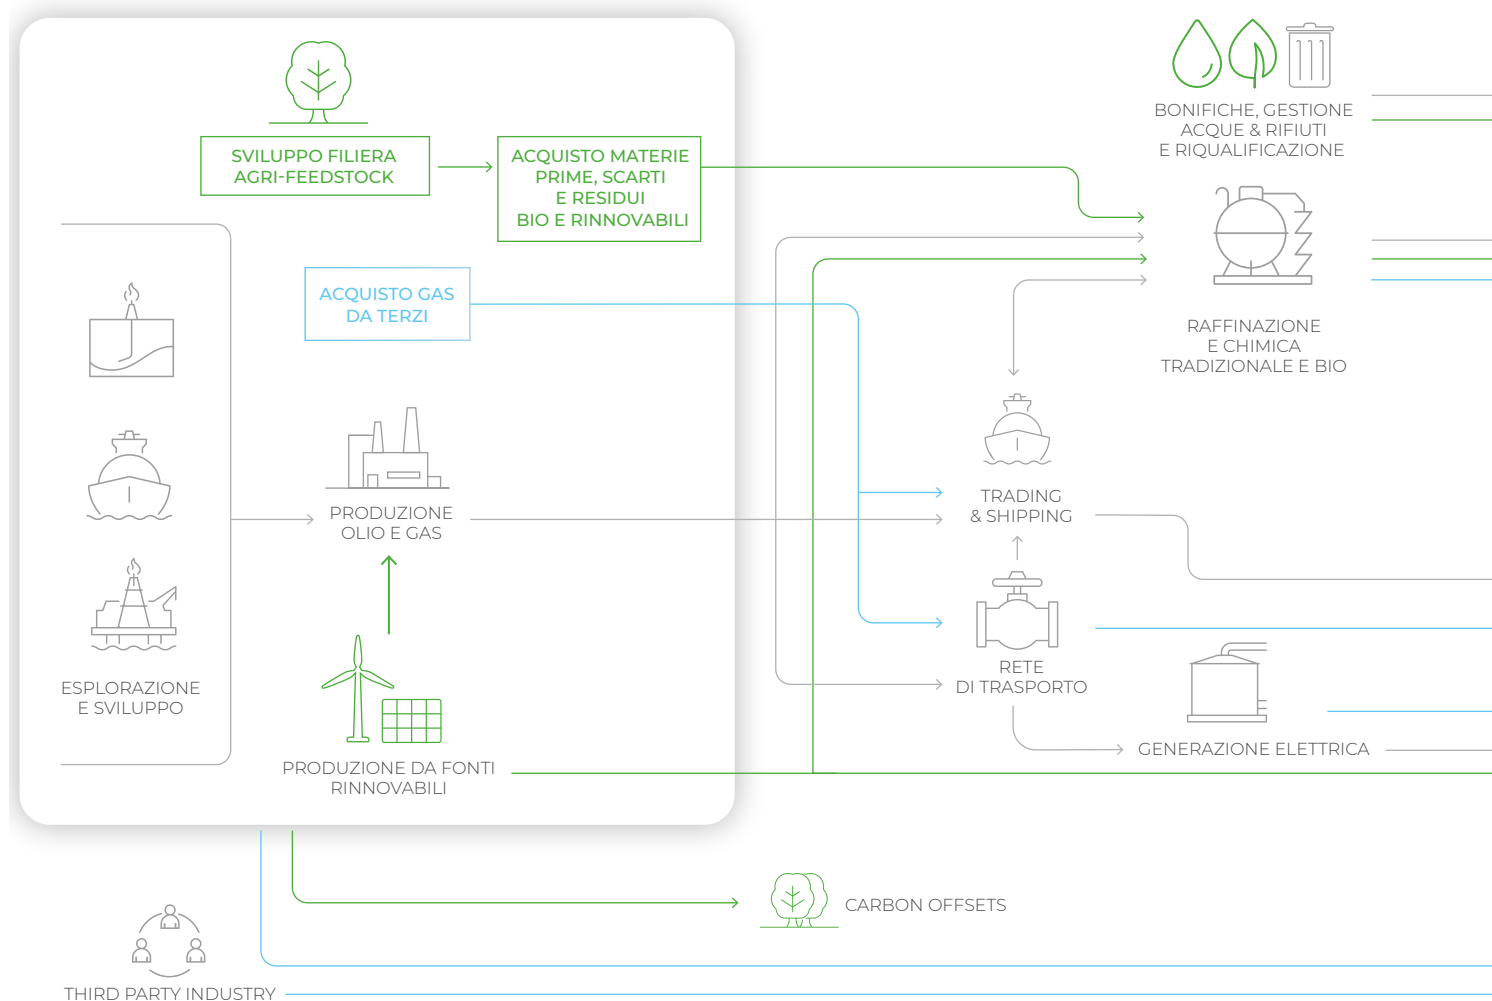 SVILUPPO FILIERA
AGRI-FEEDSTOCK
ACQUISTO MATERIE
PRIME, SCARTI
E RESIDUI
BIO E RINNOVABILI
ACQUISTO GAS
DA TERZI
PRODUZIONE
OLIO E GAS
ESPLORAZIONE
E SVILUPPO
PRODUZIONE DA FONTI
RINNOVABILI
BONIFICHE, GESTIONE
ACQUE & RIFIUTI
E RIQUALIFICAZIONE
RAFFINAZIONE
E CHIMICA
TRADIZIONALE E BIO
TRADING
& SHIPPING
RETE
DI TRASPORTO
GENERAZIONE ELETTRICA
CARBON OFFSETS
THIRD PARTY INDUSTRY